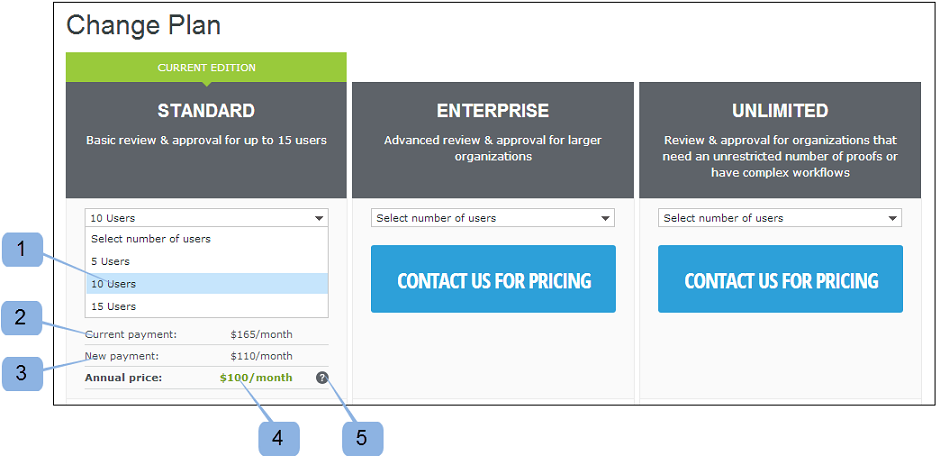 Change Plan
CURRENT EDITION
STANDARD
Basic review & approval for up to 15 users
ENTERPRISE
Advanced review & approval for larger
organizations
UNLIMITED
Review & approval for organizations that
need an unrestricted number of proofs or
have complex workflows
10 Users
Select number of users
5 Users
10 Users
15 Users
Current payment: $165/month
New payment: $110/month
Annual price: $100/month ?
Select number of users
CONTACT US FOR PRICING
Select number of users
CONTACT US FOR PRICING
1
2
3
4
5